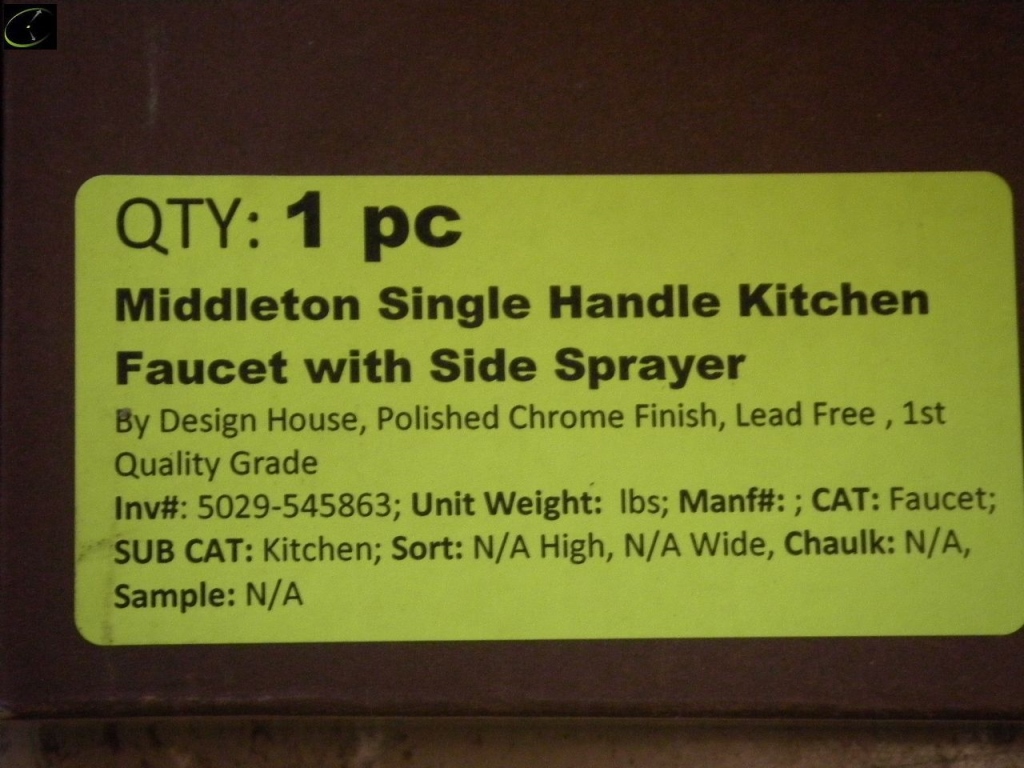 QTY: 1 pc
Middleton Single Handle Kitchen
Faucet with Side Sprayer
By Design House, Polished Chrome Finish, Lead Free , 1st
Quality Grade
Inv#: 5029-545863; Unit Weight:  lbs; Manf#: ; CAT: Faucet;
SUB CAT: Kitchen; Sort: N/A High, N/A Wide, Chaulk: N/A,
Sample: N/A